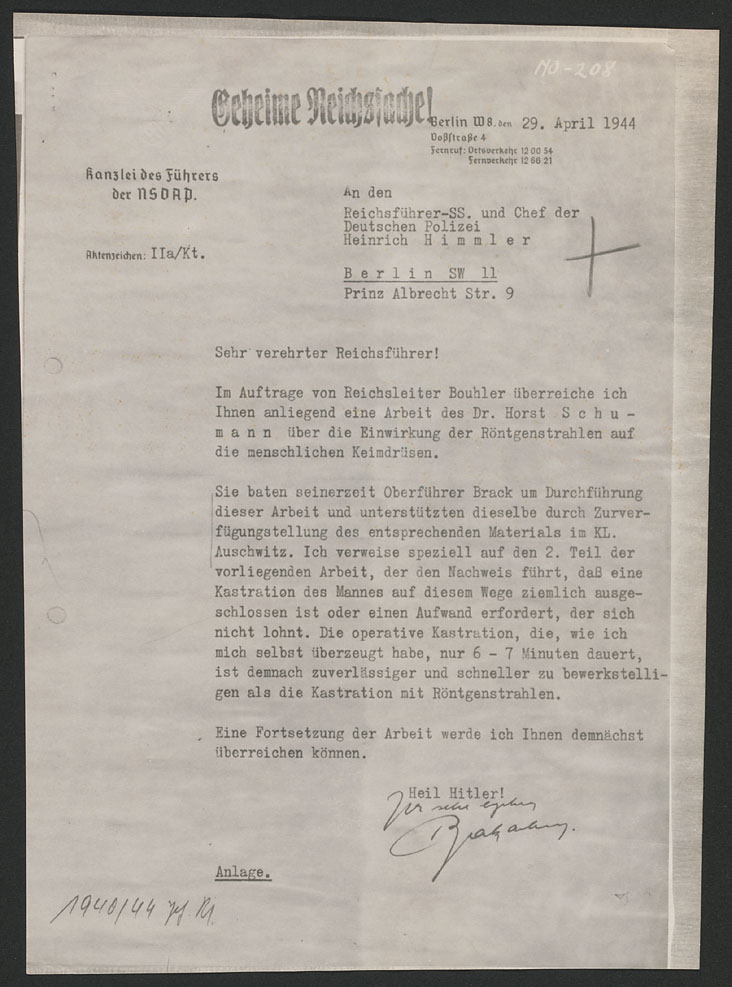 NO-208
Geheime Reichssache!
Berlin W8. den 29. April 1944
Voßstraße 4
Fernruf: Ortsverkehr 12 00 54
Fernverkehr 12 66 21
Kanzlei des Führers
der NSDAP.
Aktenzeichen: IIa/Kt.
An den
Reichsführer-SS. und Chef der
Deutschen Polizei
Heinrich H i m m l e r
B e r l i n SW 11
Prinz Albrecht Str. 9
Sehr verehrter Reichsführer!
Im Auftrage von Reichsleiter Bouhler überreiche ich
Ihnen anliegend eine Arbeit des Dr. Horst S c h u -
m a n n über die Einwirkung der Röntgenstrahlen auf
die menschlichen Keimdrüsen.
Sie baten seinerzeit Oberführer Brack um Durchführung
dieser Arbeit und unterstützten dieselbe durch Zurver-
fügungstellung des entsprechenden Materials im KL.
Auschwitz. Ich verweise speziell auf den 2. Teil der
vorliegenden Arbeit, der den Nachweis führt, daß eine
Kastration des Mannes auf diesem Wege ziemlich ausge-
schlossen ist oder einen Aufwand erfordert, der sich
nicht lohnt. Die operative Kastration, die, wie ich
mich selbst überzeugt habe, nur 6 - 7 Minuten dauert,
ist demnach zuverlässiger und schneller zu bewerkstelli-
gen als die Kastration mit Röntgenstrahlen.
Eine Fortsetzung der Arbeit werde ich Ihnen demnächst
überreichen können.
Heil Hitler!
Ihr sehr
Anlage.
1940/44